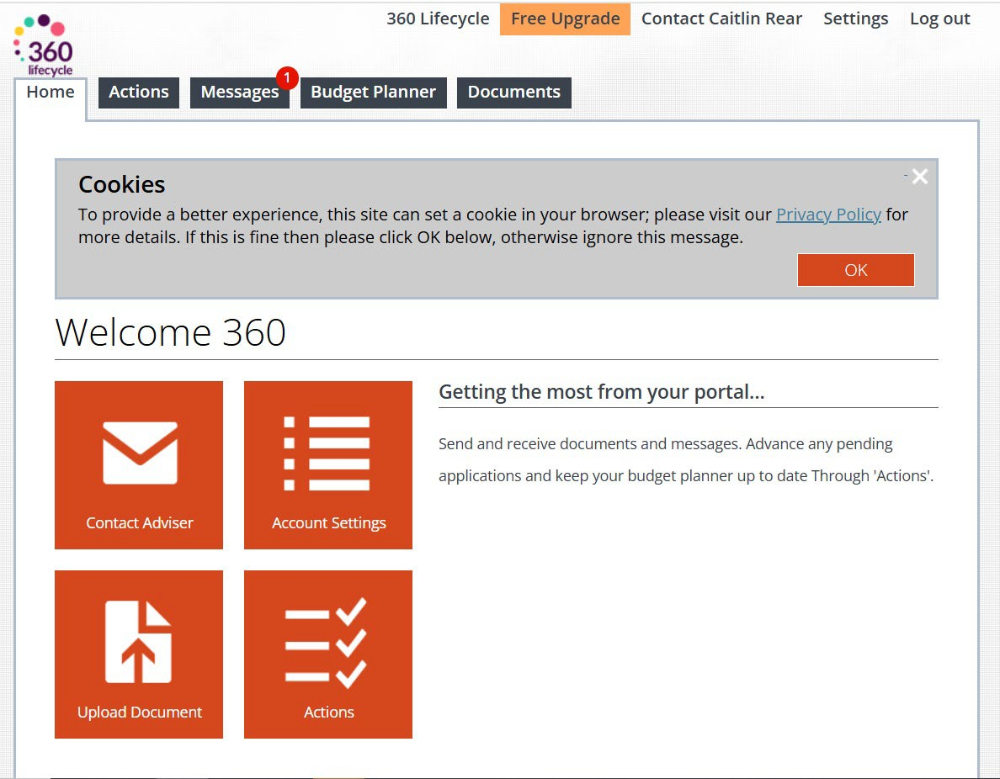 360 Lifecycle Free Upgrade Contact Caitlin Rear Settings Log out
360
lifecycle
Home Actions Messages 1 Budget Planner Documents
Cookies
To provide a better experience, this site can set a cookie in your browser; please visit our Privacy Policy for
more details. If this is fine then please click OK below, otherwise ignore this message.
OK
Welcome 360
Getting the most from your portal...
Send and receive documents and messages. Advance any pending
applications and keep your budget planner up to date Through 'Actions'.
Contact Adviser Account Settings
Upload Document Actions